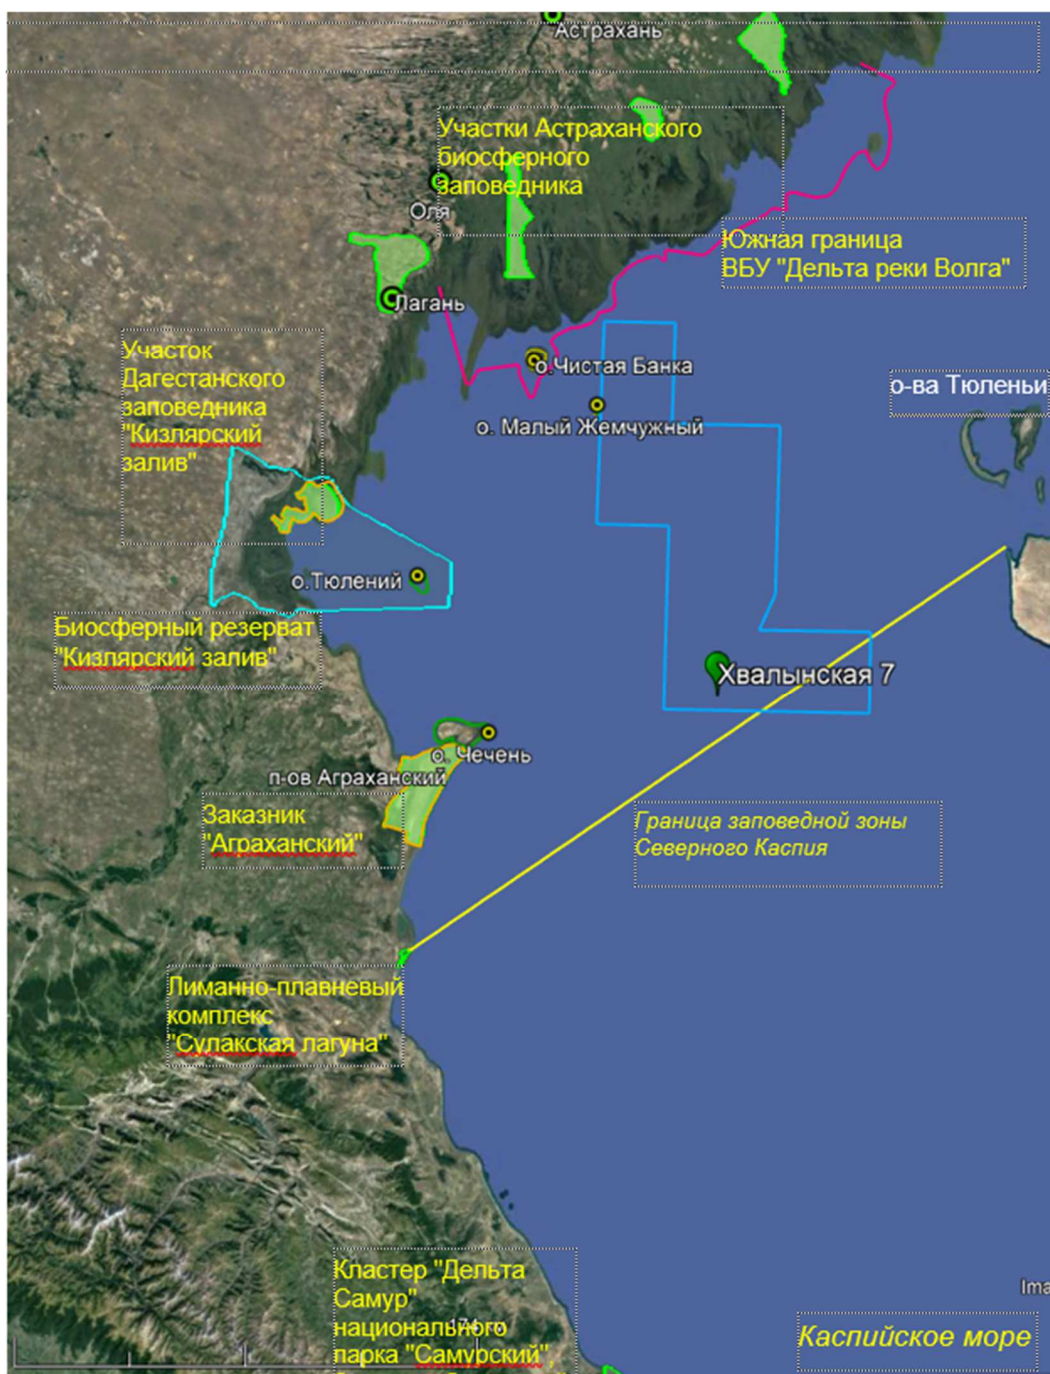 Астрахань
Участки Астраханского
биосферного
заповедника
Оля
Южная граница
ВБУ "Дельта реки Волга"
Лагань
Участок
Дагестанского
заповедника
"Кизлярский
залив"
о.Чистая Банка
о-ва Тюленьи
о. Малый Жемчужный
о.Тюлений
Биосферный резерват
"Кизлярский залив"
Хвалынская 7
о. Чечень
п-ов Аграханский
Заказник
"Аграханский"
Граница заповедной зоны
Северного Каспия
Лиманно-плавневый
комплекс
"Сулакская лагуна"
Кластер "Дельта
Самур"
национального
парка "Самурский",
Ima
Каспийское море